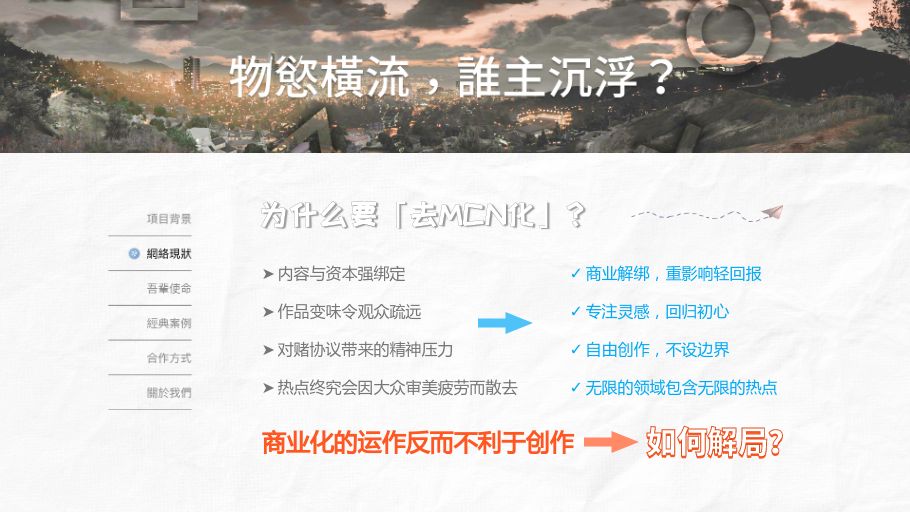 物慾橫流，誰主沉浮？
項目背景
網絡現狀
吾輩使命
經典案例
合作方式
關於我們
为什么要「去MCN化」？
➤ 内容与资本强绑定
➤ 作品变味令观众疏远
➤ 对赌协议带来的精神压力
➤ 热点终究会因大众审美疲劳而散去
✓ 商业解绑，重影响轻回报
✓ 专注灵感，回归初心
✓ 自由创作，不设边界
✓ 无限的领域包含无限的热点
商业化的运作反而不利于创作
如何解局?